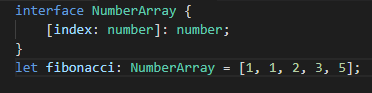 interface NumberArray {
    [index: number]: number;
}
let fibonacci: NumberArray = [1, 1, 2, 3, 5];